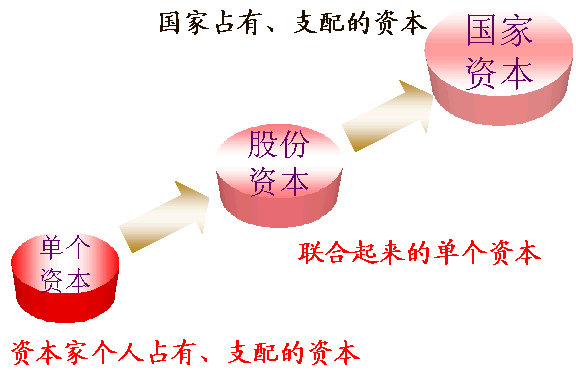 国家占有、支配的资本
国家
资本
股份
资本
联合起来的单个资本
单个
资本
资本家个人占有、支配的资本